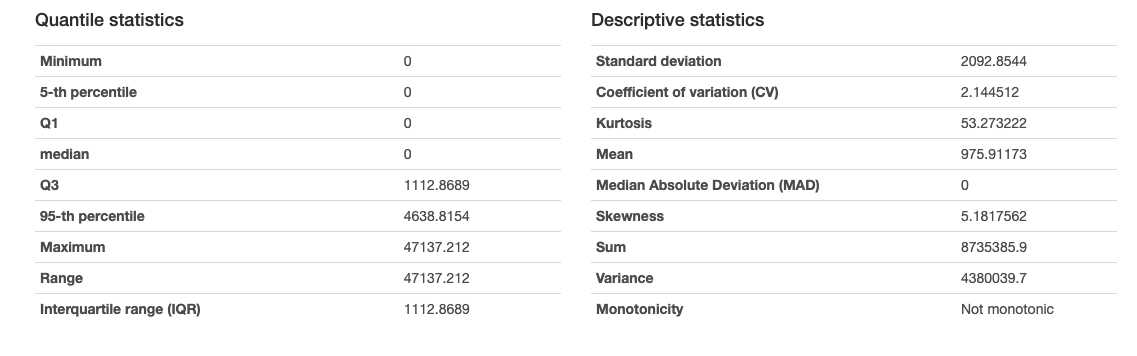 Quantile statistics
Minimum 0
5-th percentile 0
Q1 0
median 0
Q3 1112.8689
95-th percentile 4638.8154
Maximum 47137.212
Range 47137.212
Interquartile range (IQR) 1112.8689
Descriptive statistics
Standard deviation 2092.8544
Coefficient of variation (CV) 2.144512
Kurtosis 53.273222
Mean 975.91173
Median Absolute Deviation (MAD) 0
Skewness 5.1817562
Sum 8735385.9
Variance 4380039.7
Monotonicity Not monotonic